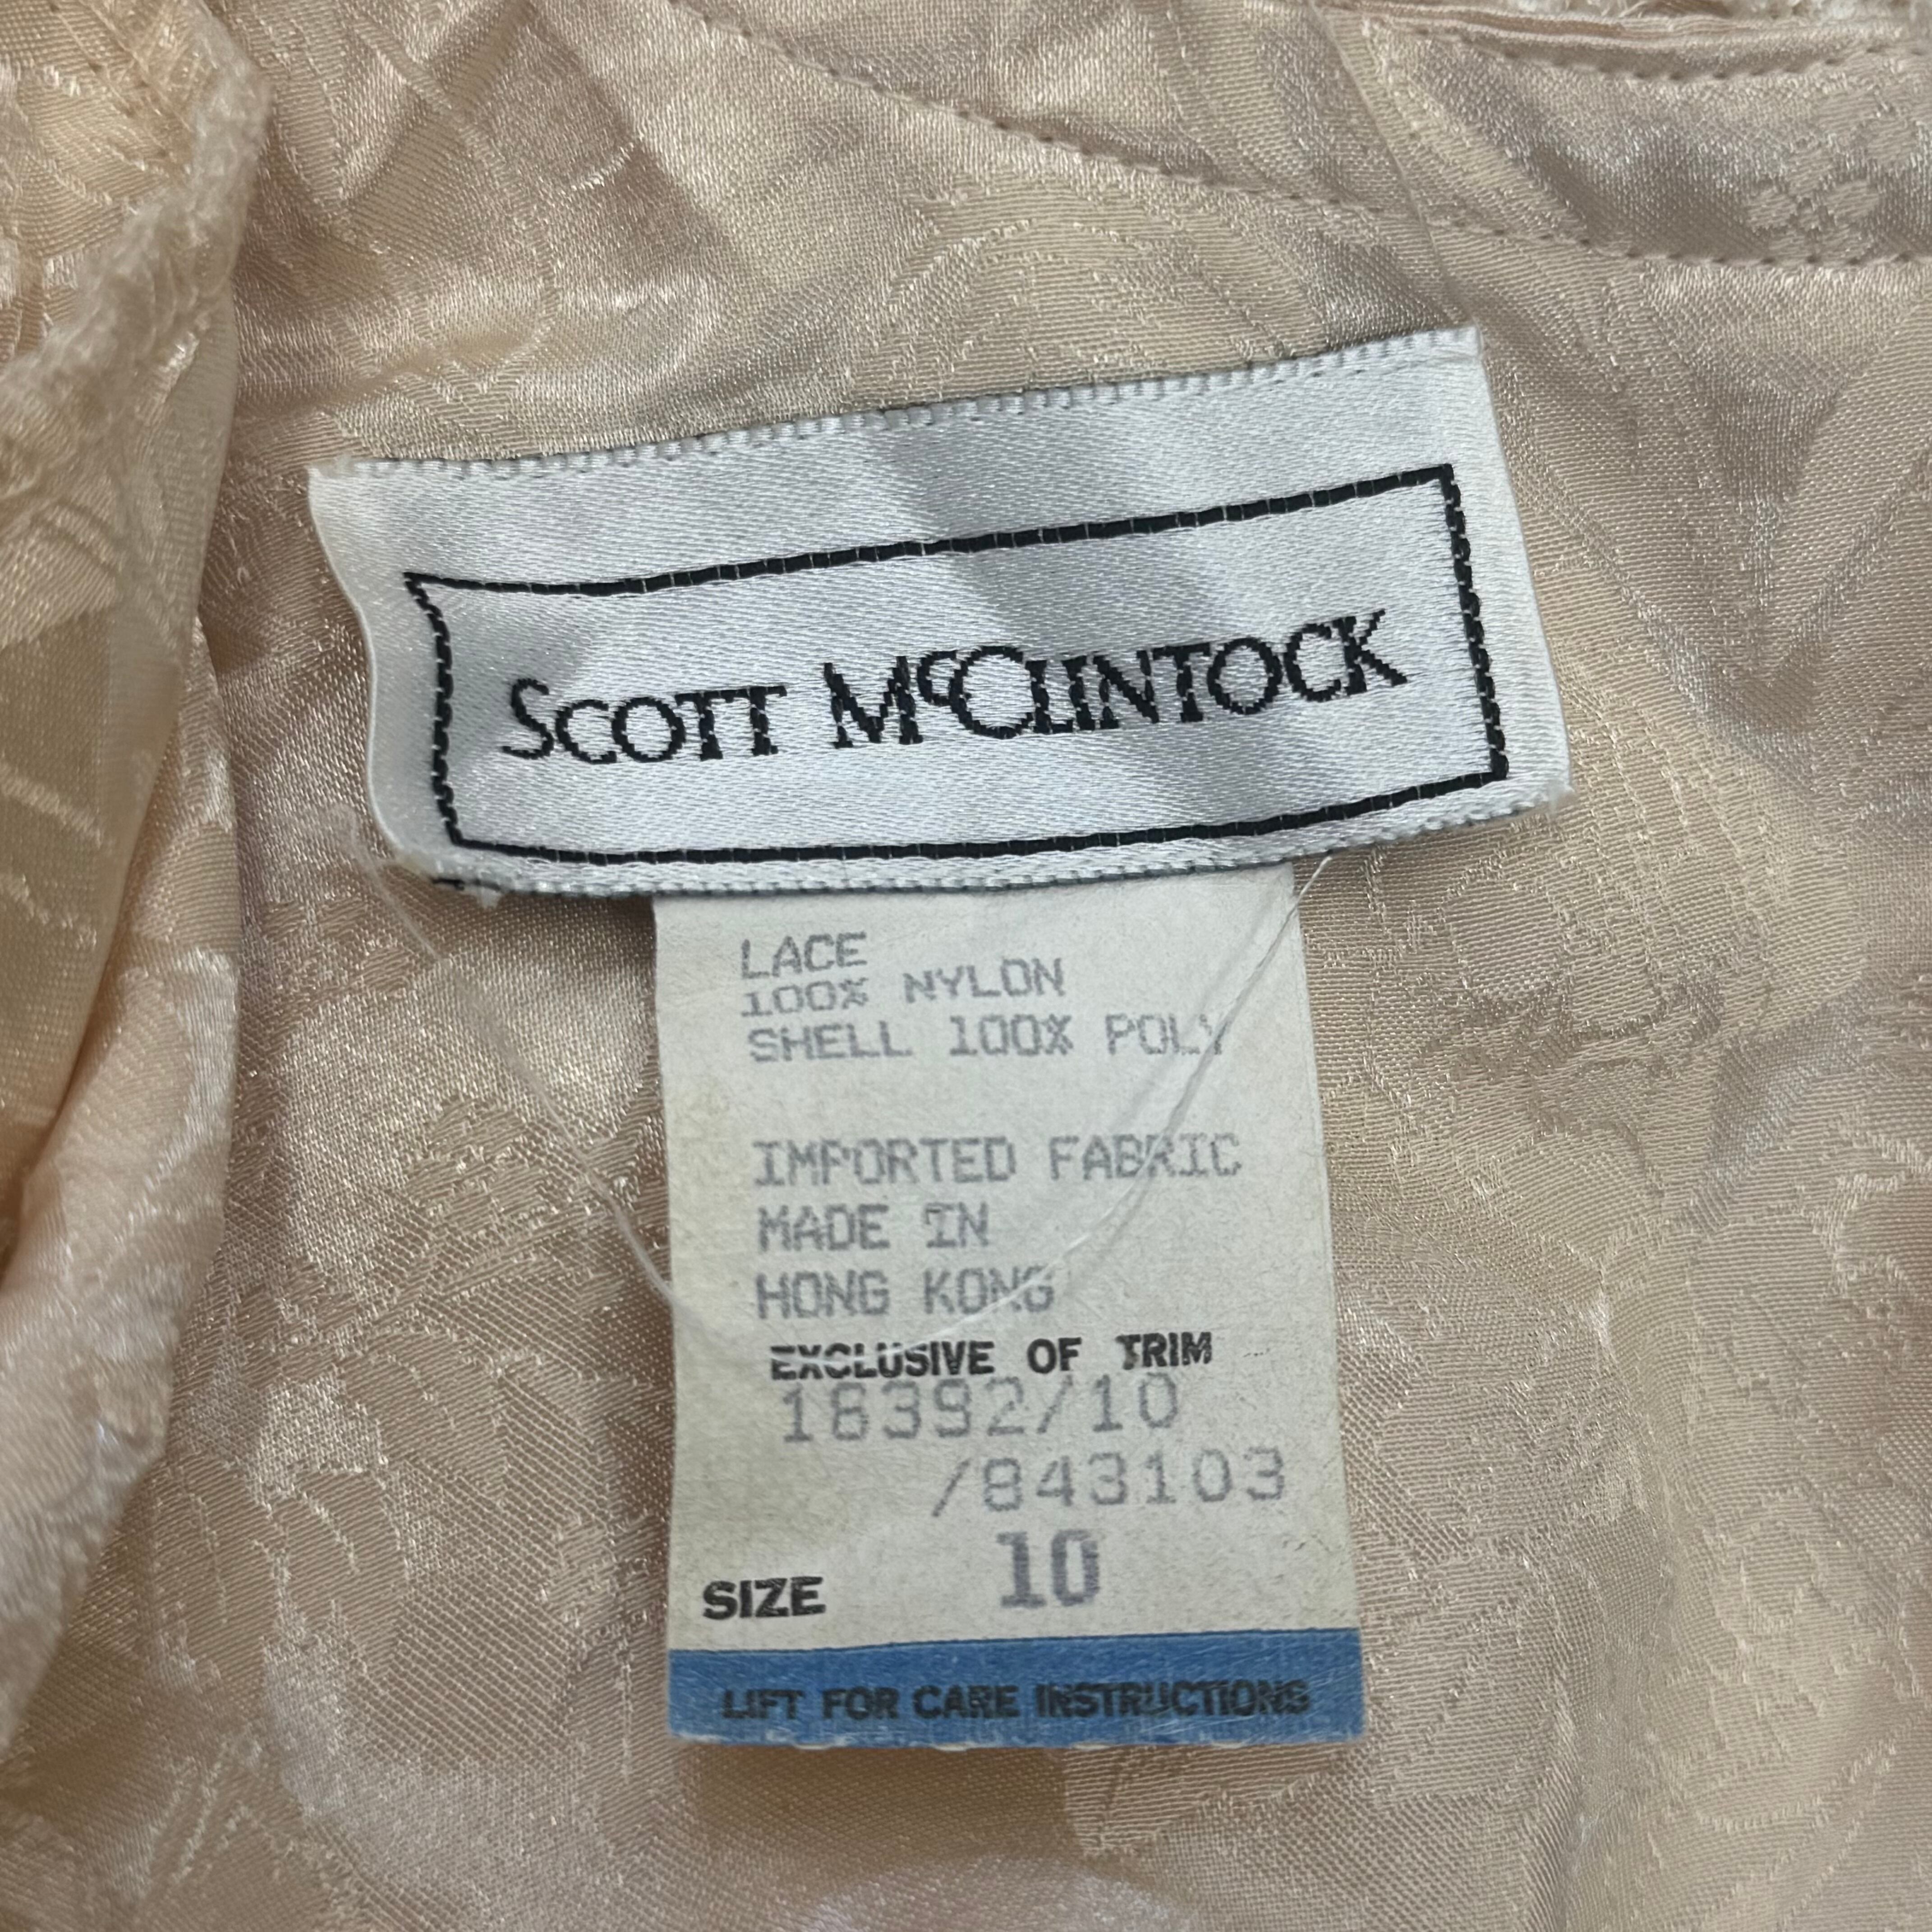 SCOTT McCLINTOCK
LACE
100% NYLON
SHELL 100% POLY
IMPORTED FABRIC
MADE IN
HONG KONG
EXCLUSIVE OF TRIM
18392/10
/843103
SIZE 10
LIFT FOR CARE INSTRUCTIONS